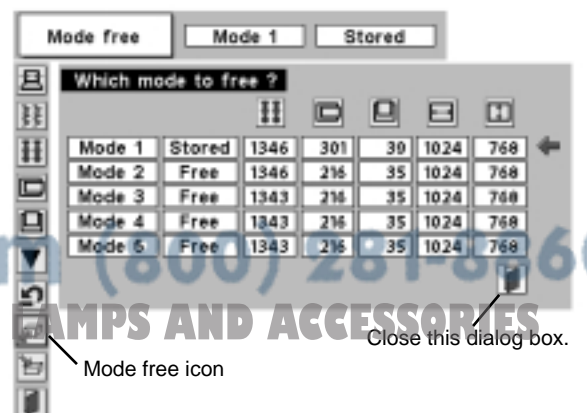 Mode free Mode 1 Stored
Which mode to free ?
Mode 1 Stored 1346 301 39 1024 768
Mode 2 Free 1346 216 35 1024 768
Mode 3 Free 1343 216 35 1024 768
Mode 4 Free 1343 216 35 1024 768
Mode 5 Free 1343 216 35 1024 768
m (800) 281-8860
AMPS AND ACCESSORIES
Close this dialog box.
Mode free icon